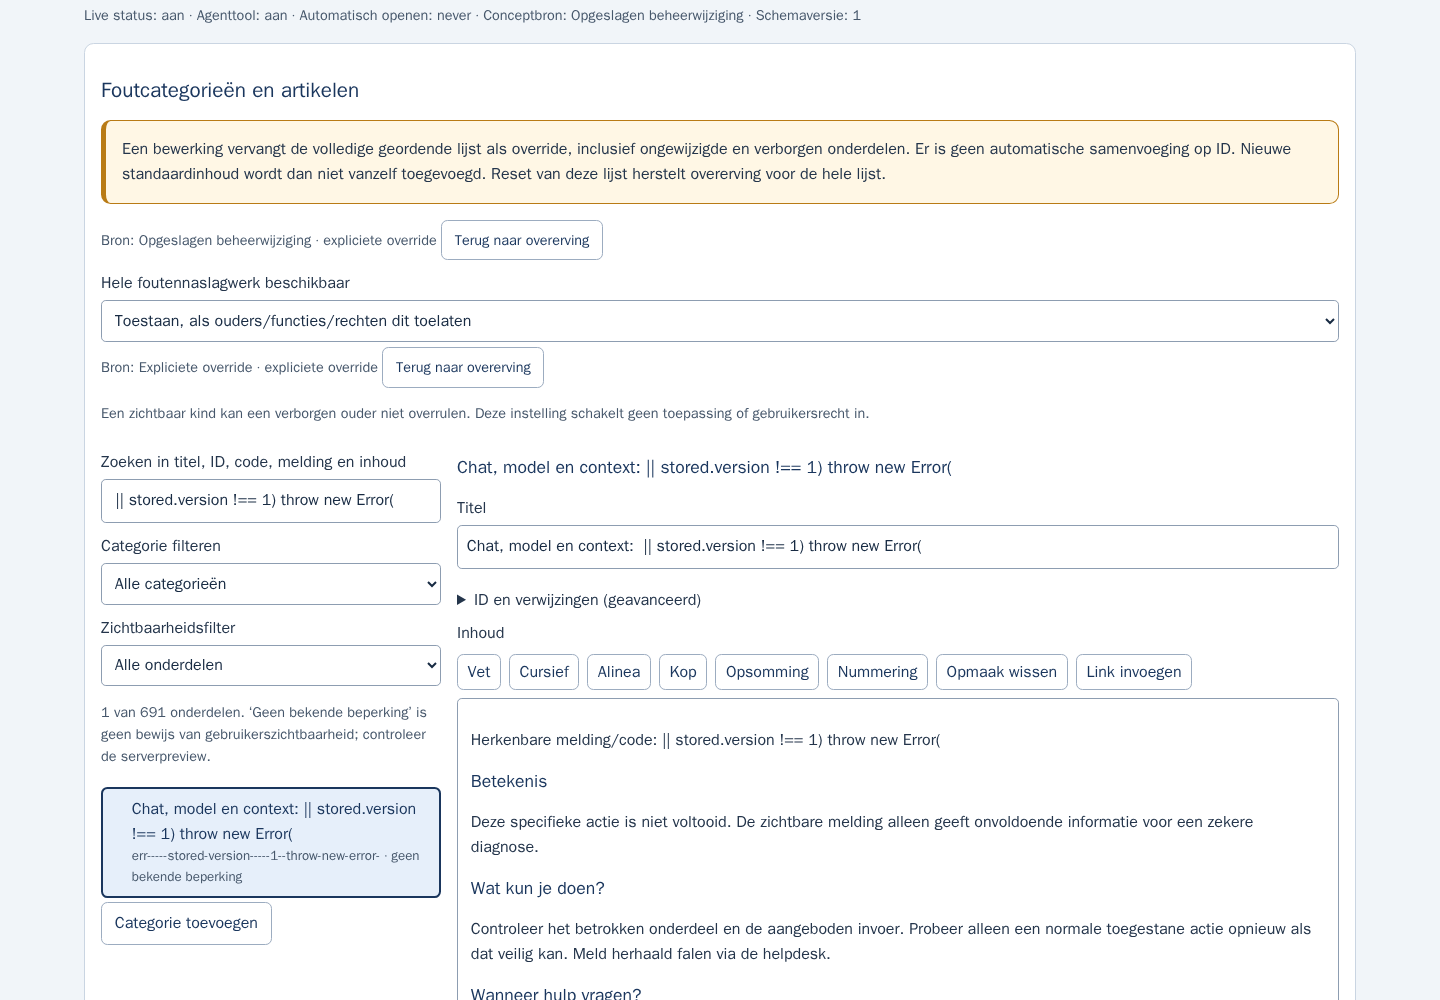 Live status: aan · Agenttool: aan · Automatisch openen: never · Conceptbron: Opgeslagen beheerwijziging · Schemaversie: 1
Foutcategorieën en artikelen
Een bewerking vervangt de volledige geordende lijst als override, inclusief ongewijzigde en verborgen onderdelen. Er is geen automatische samenvoeging op ID. Nieuwe
standaardinhoud wordt dan niet vanzelf toegevoegd. Reset van deze lijst herstelt overerving voor de hele lijst.
Bron: Opgeslagen beheerwijziging · expliciete override Terug naar overerving
Hele foutennaslagwerk beschikbaar
Toestaan, als ouders/functies/rechten dit toelaten
Bron: Expliciete override · expliciete override Terug naar overerving
Een zichtbaar kind kan een verborgen ouder niet overrulen. Deze instelling schakelt geen toepassing of gebruikersrecht in.
Zoeken in titel, ID, code, melding en inhoud
|| stored.version !== 1) throw new Error(
Categorie filteren
Alle categorieën
Zichtbaarheidsfilter
Alle onderdelen
1 van 691 onderdelen. ‘Geen bekende beperking’ is
geen bewijs van gebruikerszichtbaarheid; controleer
de serverpreview.
Chat, model en context: || stored.version
!== 1) throw new Error(
err-----stored-version-----1--throw-new-error- · geen
bekende beperking
Categorie toevoegen
Chat, model en context: || stored.version !== 1) throw new Error(
Titel
Chat, model en context:  || stored.version !== 1) throw new Error(
▶ ID en verwijzingen (geavanceerd)
Inhoud
Vet Cursief Alinea Kop Opsomming Nummering Opmaak wissen Link invoegen
Herkenbare melding/code: || stored.version !== 1) throw new Error(
Betekenis
Deze specifieke actie is niet voltooid. De zichtbare melding alleen geeft onvoldoende informatie voor een zekere
diagnose.
Wat kun je doen?
Controleer het betrokken onderdeel en de aangeboden invoer. Probeer alleen een normale toegestane actie opnieuw als
dat veilig kan. Meld herhaald falen via de helpdesk.
Wanneer hulp vragen?